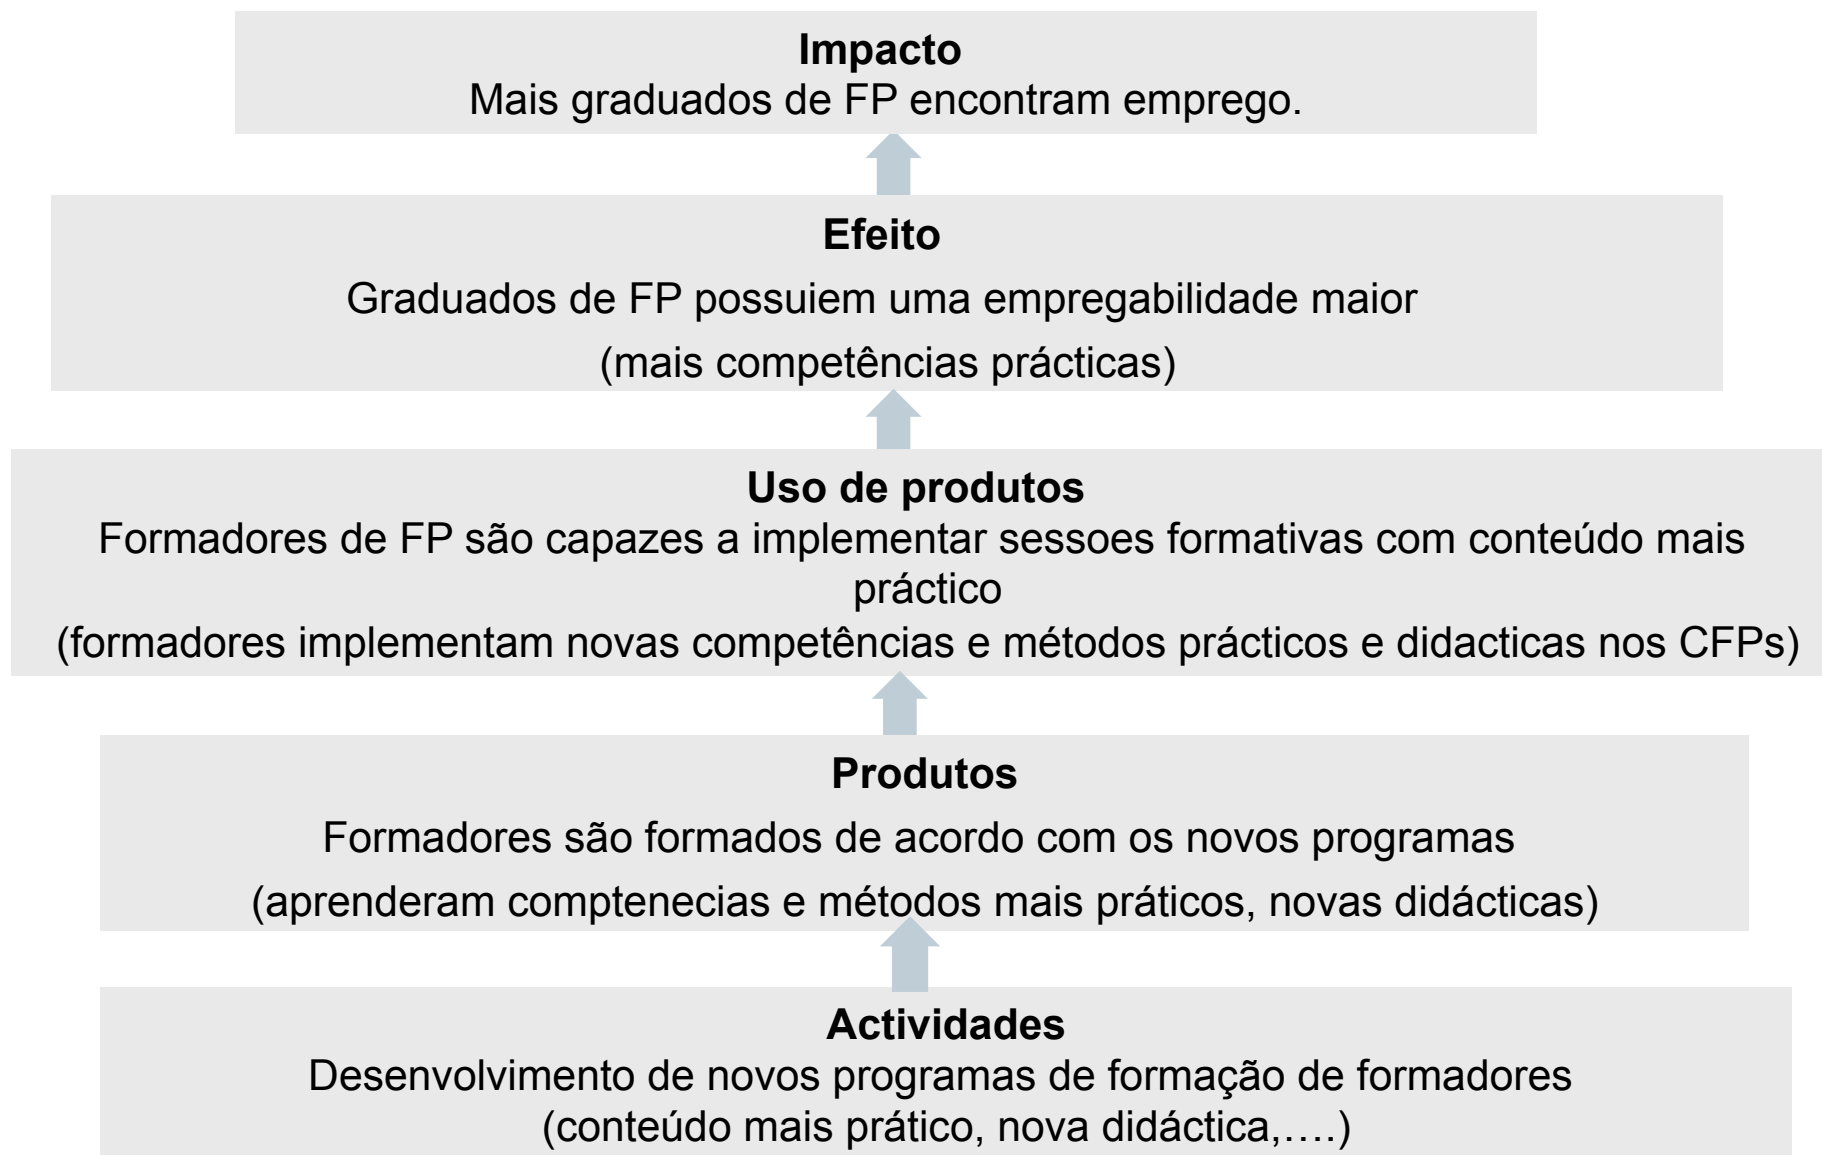 Impacto
Mais graduados de FP encontram emprego.
Efeito
Graduados de FP possuiem uma empregabilidade maior
(mais competências prácticas)
Uso de produtos
Formadores de FP são capazes a implementar sessoes formativas com conteúdo mais
práctico
(formadores implementam novas competências e métodos prácticos e didacticas nos CFPs)
Produtos
Formadores são formados de acordo com os novos programas
(aprenderam comptenecias e métodos mais práticos, novas didácticas)
Actividades
Desenvolvimento de novos programas de formação de formadores
(conteúdo mais prático, nova didáctica,….)